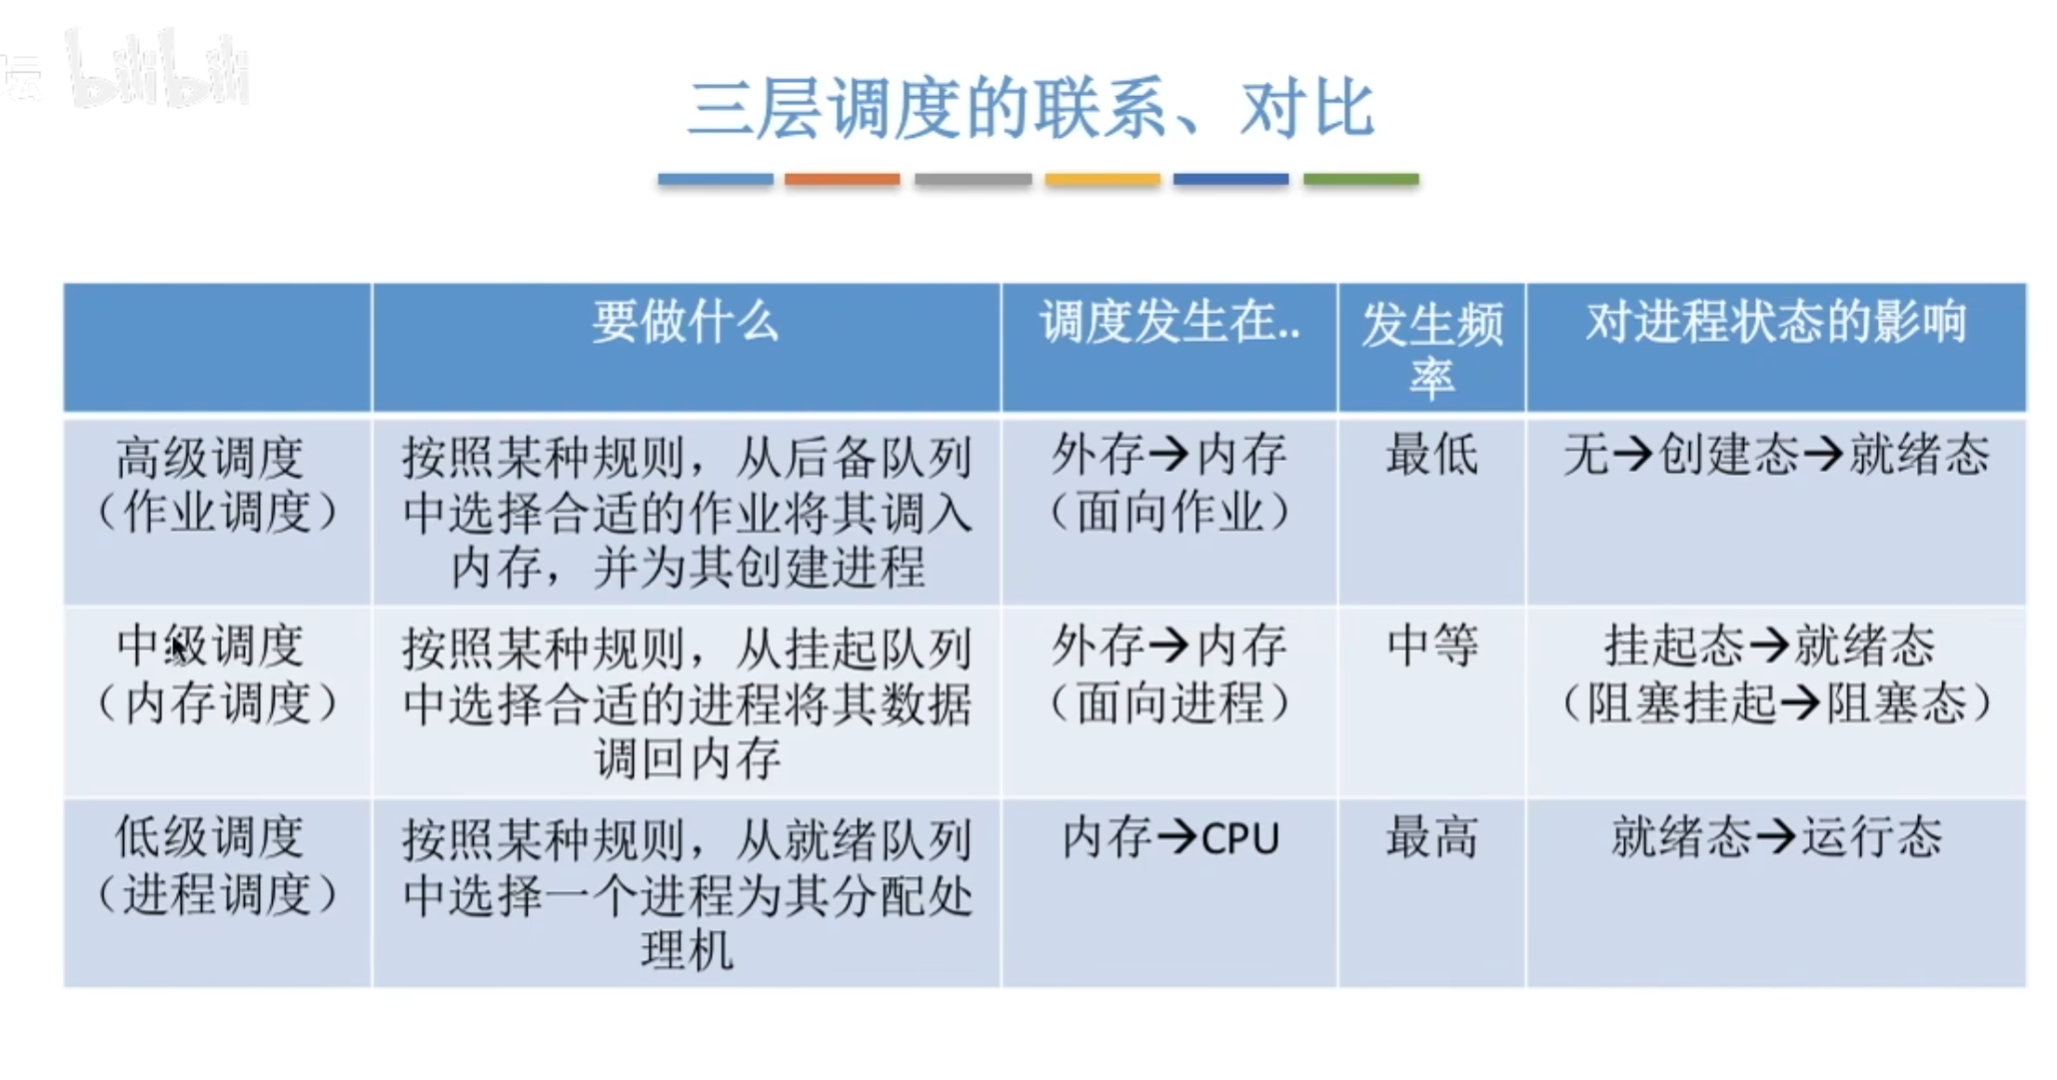 坛 bilibili
三层调度的联系、对比
要做什么
调度发生在..
发生频
率
对进程状态的影响
高级调度
（作业调度）
按照某种规则，从后备队列
中选择合适的作业将其调入
内存，并为其创建进程
外存→内存
（面向作业）
最低
无→创建态→就绪态
中级调度
（内存调度）
按照某种规则，从挂起队列
中选择合适的进程将其数据
调回内存
外存→内存
（面向进程）
中等
挂起态→就绪态
（阻塞挂起→阻塞态）
低级调度
（进程调度）
按照某种规则，从就绪队列
中选择一个进程为其分配处
理机
内存→CPU
最高
就绪态→运行态